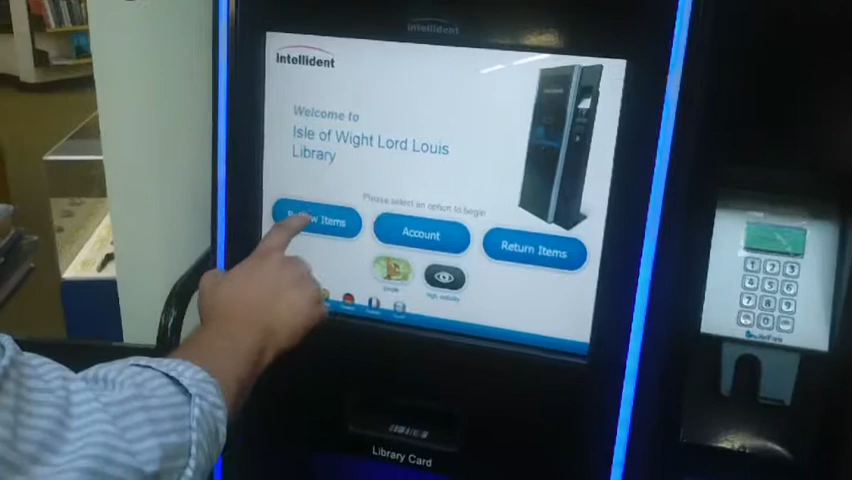 intellident
intellident
Welcome to
Isle of Wight Lord Louis
Library
Please select an option to begin
Items
Account
Return Items
high visibility
1 2 3
4 5 6
7 8 9
0
Library Card